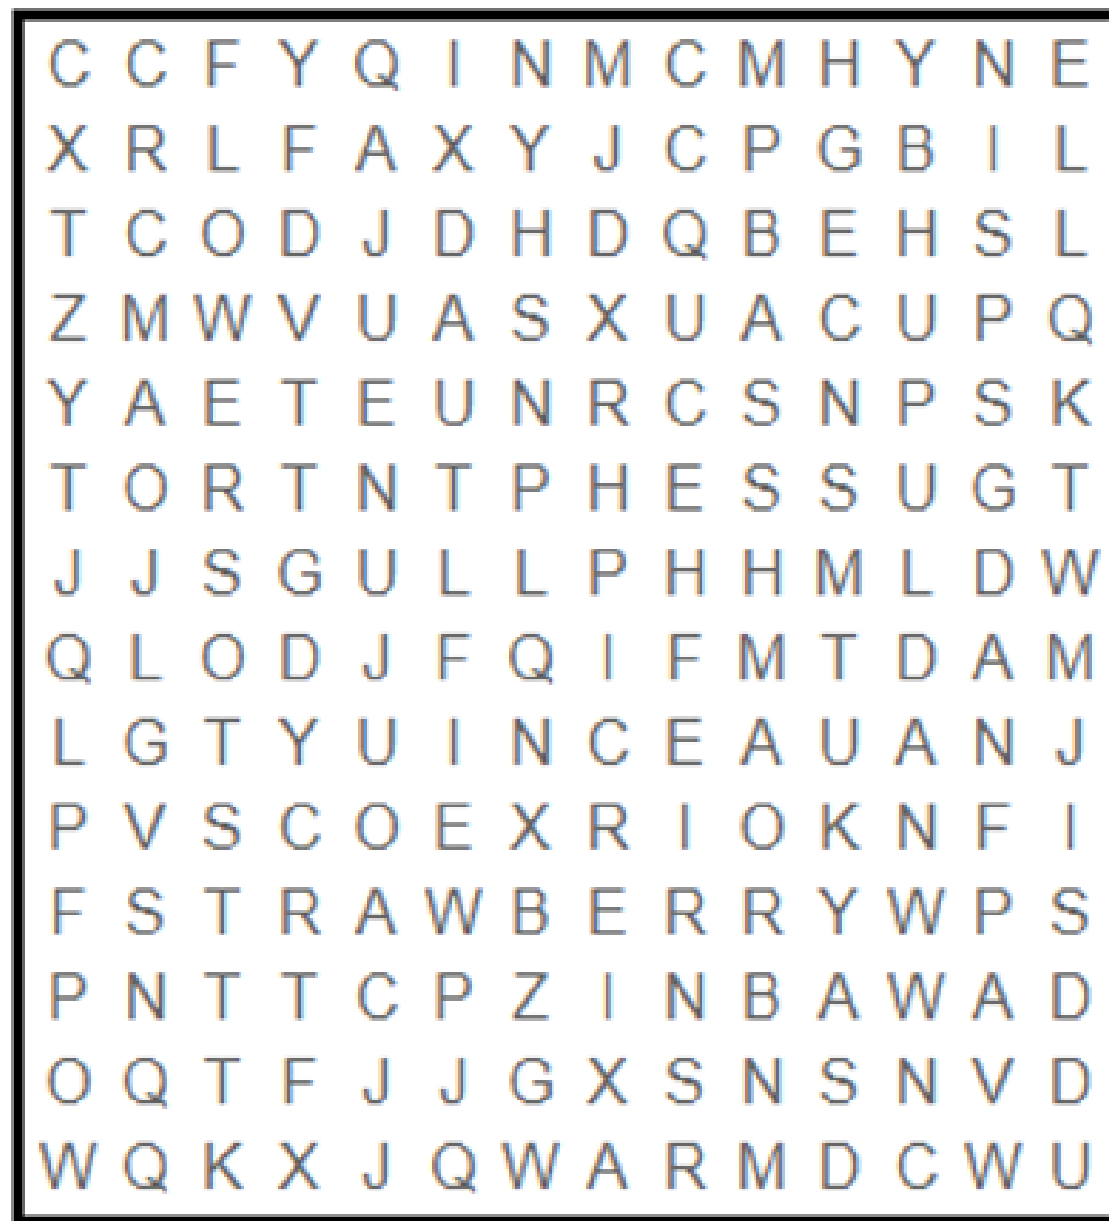 C C F Y Q I N M C M H Y N E
X R L F A X Y J C P G B I L
T C O D J D H D Q B E H S L
Z M W V U A S X U A C U P Q
Y A E T E U N R C S N P S K
T O R T N T P H E S S U G T
J J S G U L L P H H M L D W
Q L O D J F Q I F M T D A M
L G T Y U I N C E A U A N J
P V S C O E X R I O K N F I
F S T R A W B E R R Y W P S
P N T T C P Z I N B A W A D
O Q T F J J G X S N S N V D
W Q K X J Q W A R M D C W U